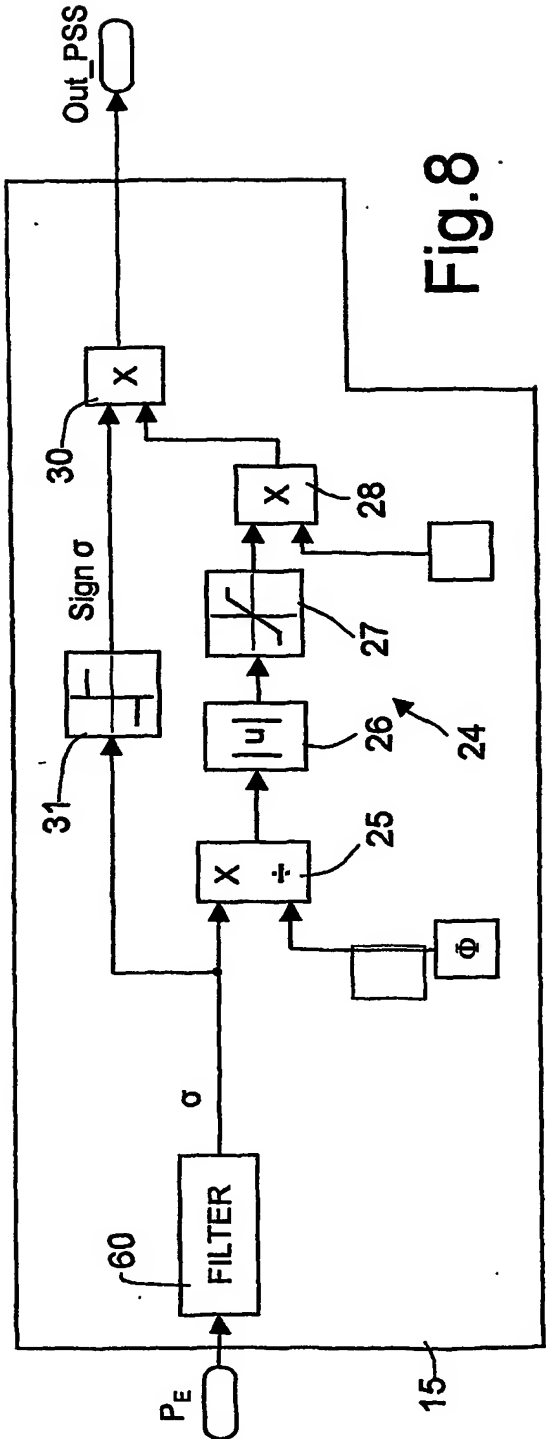 Out_PSS
Fig.8
30
X
Sign σ
X
28
31
27
|u|
26
24
X
÷
25
Φ
σ
60
FILTER
P_E
15